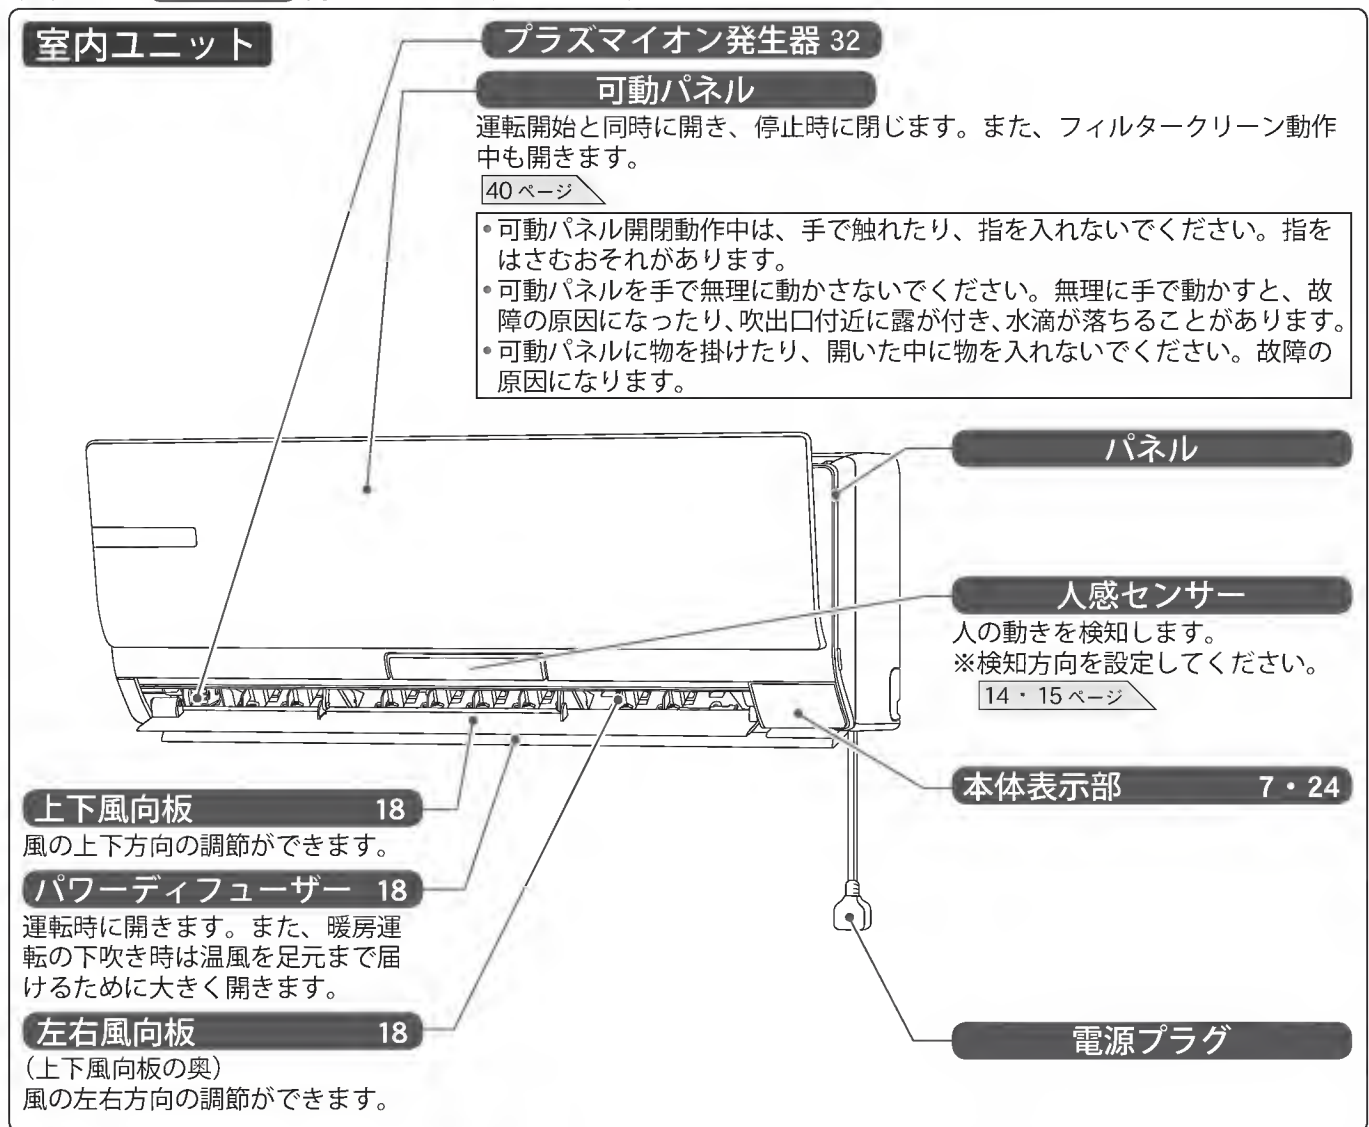 室内ユニット
プラズマイオン発生器 32
可動パネル
運転開始と同時に開き、停止時に閉じます。また、フィルタークリーン動作
中も開きます。
40 ページ
•可動パネル開閉動作中は、手で触れたり、指を入れないでください。指を
はさむおそれがあります。
•可動パネルを手で無理に動かさないでください。無理に手で動かすと、故
障の原因になったり、吹出口付近に露が付き、水滴が落ちることがあります。
•可動パネルに物を掛けたり、開いた中に物を入れないでください。故障の
原因になります。
パネル
人感センサー
人の動きを検知します。
※検知方向を設定してください。
14・15 ページ
本体表示部 7・24
上下風向板 18
風の上下方向の調節ができます。
パワーディフューザー 18
運転時に開きます。また、暖房運
転の下吹き時は温風を足元まで届
けるために大きく開きます。
左右風向板 18
(上下風向板の奥)
風の左右方向の調節ができます。
電源プラグ